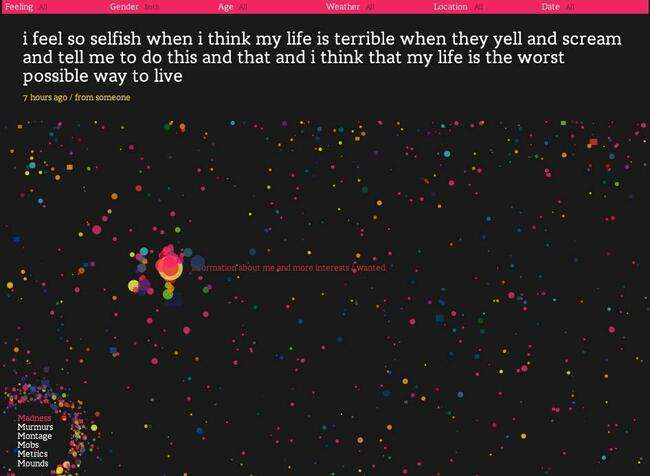 Feeling All Gender Both Age All Weather All Location All Date All
i feel so selfish when i think my life is terrible when they yell and scream
and tell me to do this and that and i think that my life is the worst
possible way to live
7 hours ago / from someone
information about me and more interests i wanted
Madness
Murmurs
Montage
Mobs
Metrics
Mounds